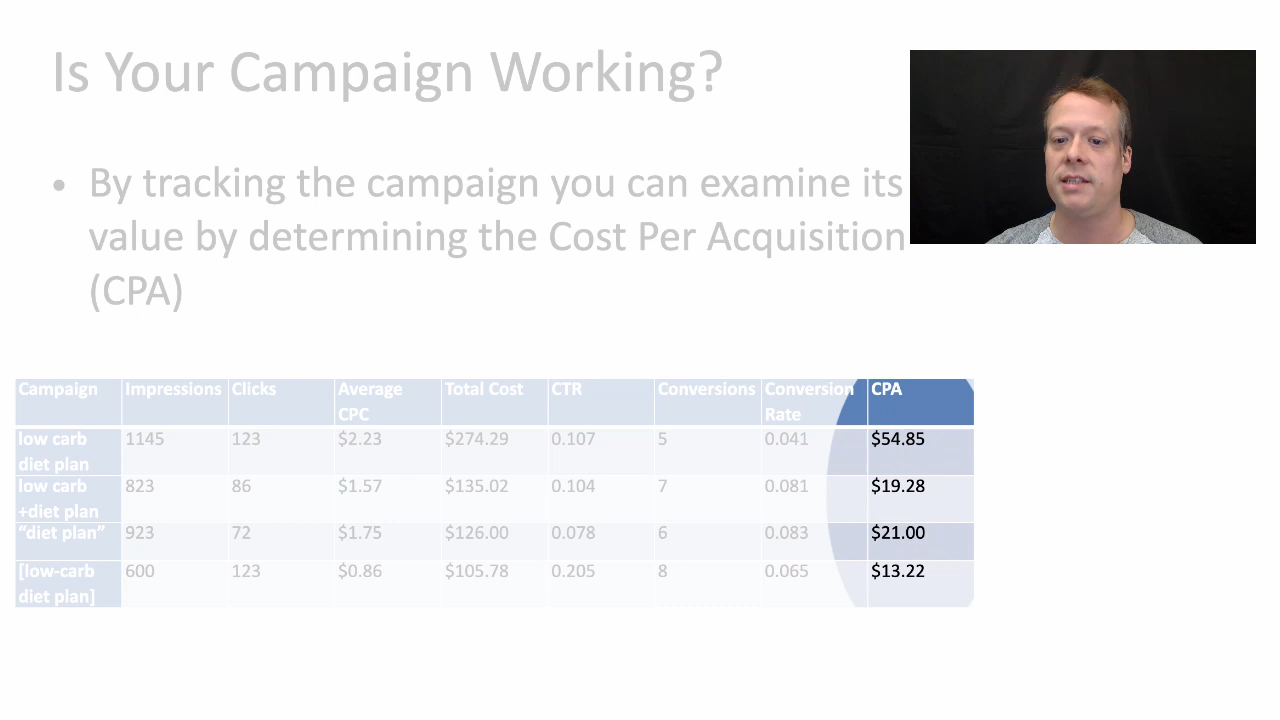 Is Your Campaign Working?
• By tracking the campaign you can examine its
value by determining the Cost Per Acquisition
(CPA)
Campaign Impressions Clicks Average CPC Total Cost CTR Conversions Conversion Rate CPA
low carb diet plan 1145 123 $2.23 $274.29 0.107 5 0.041 $54.85
low carb +diet plan 823 86 $1.57 $135.02 0.104 7 0.081 $19.28
“diet plan” 923 72 $1.75 $126.00 0.078 6 0.083 $21.00
[low-carb diet plan] 600 123 $0.86 $105.78 0.205 8 0.065 $13.22